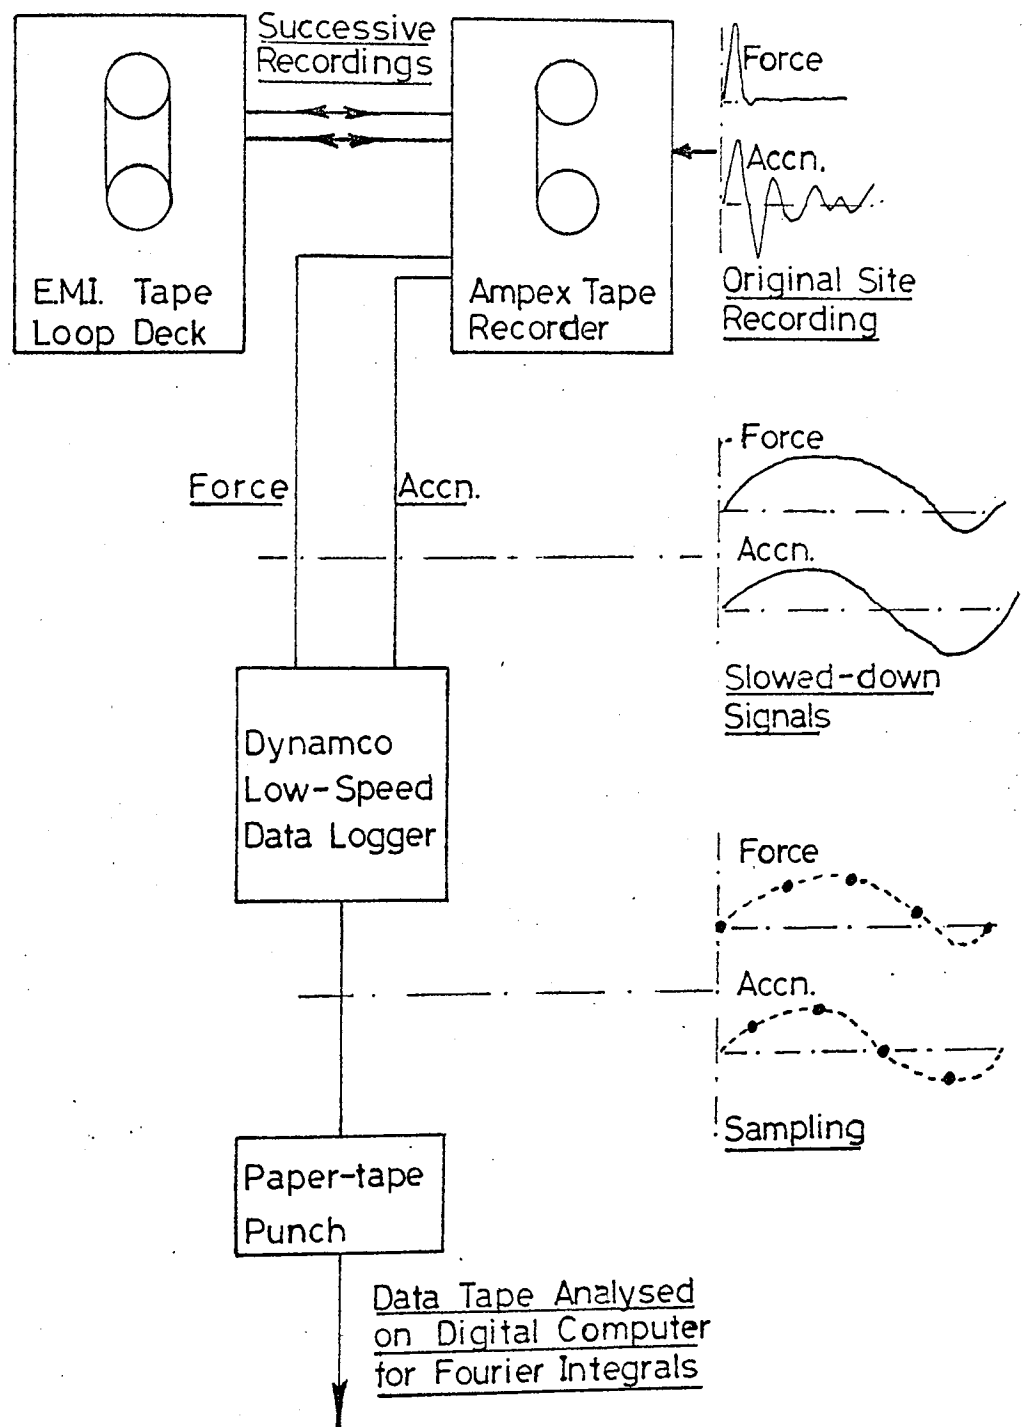 Successive
Recordings
Force
Accn.
E.M.I. Tape
Loop Deck
Ampex Tape
Recorder
Original Site
Recording
Force
Accn.
Force
Accn.
Slowed-down
Signals
Dynamco
Low-Speed
Data Logger
Force
Accn.
Sampling
Paper-tape
Punch
Data Tape Analysed
on Digital Computer
for Fourier Integrals